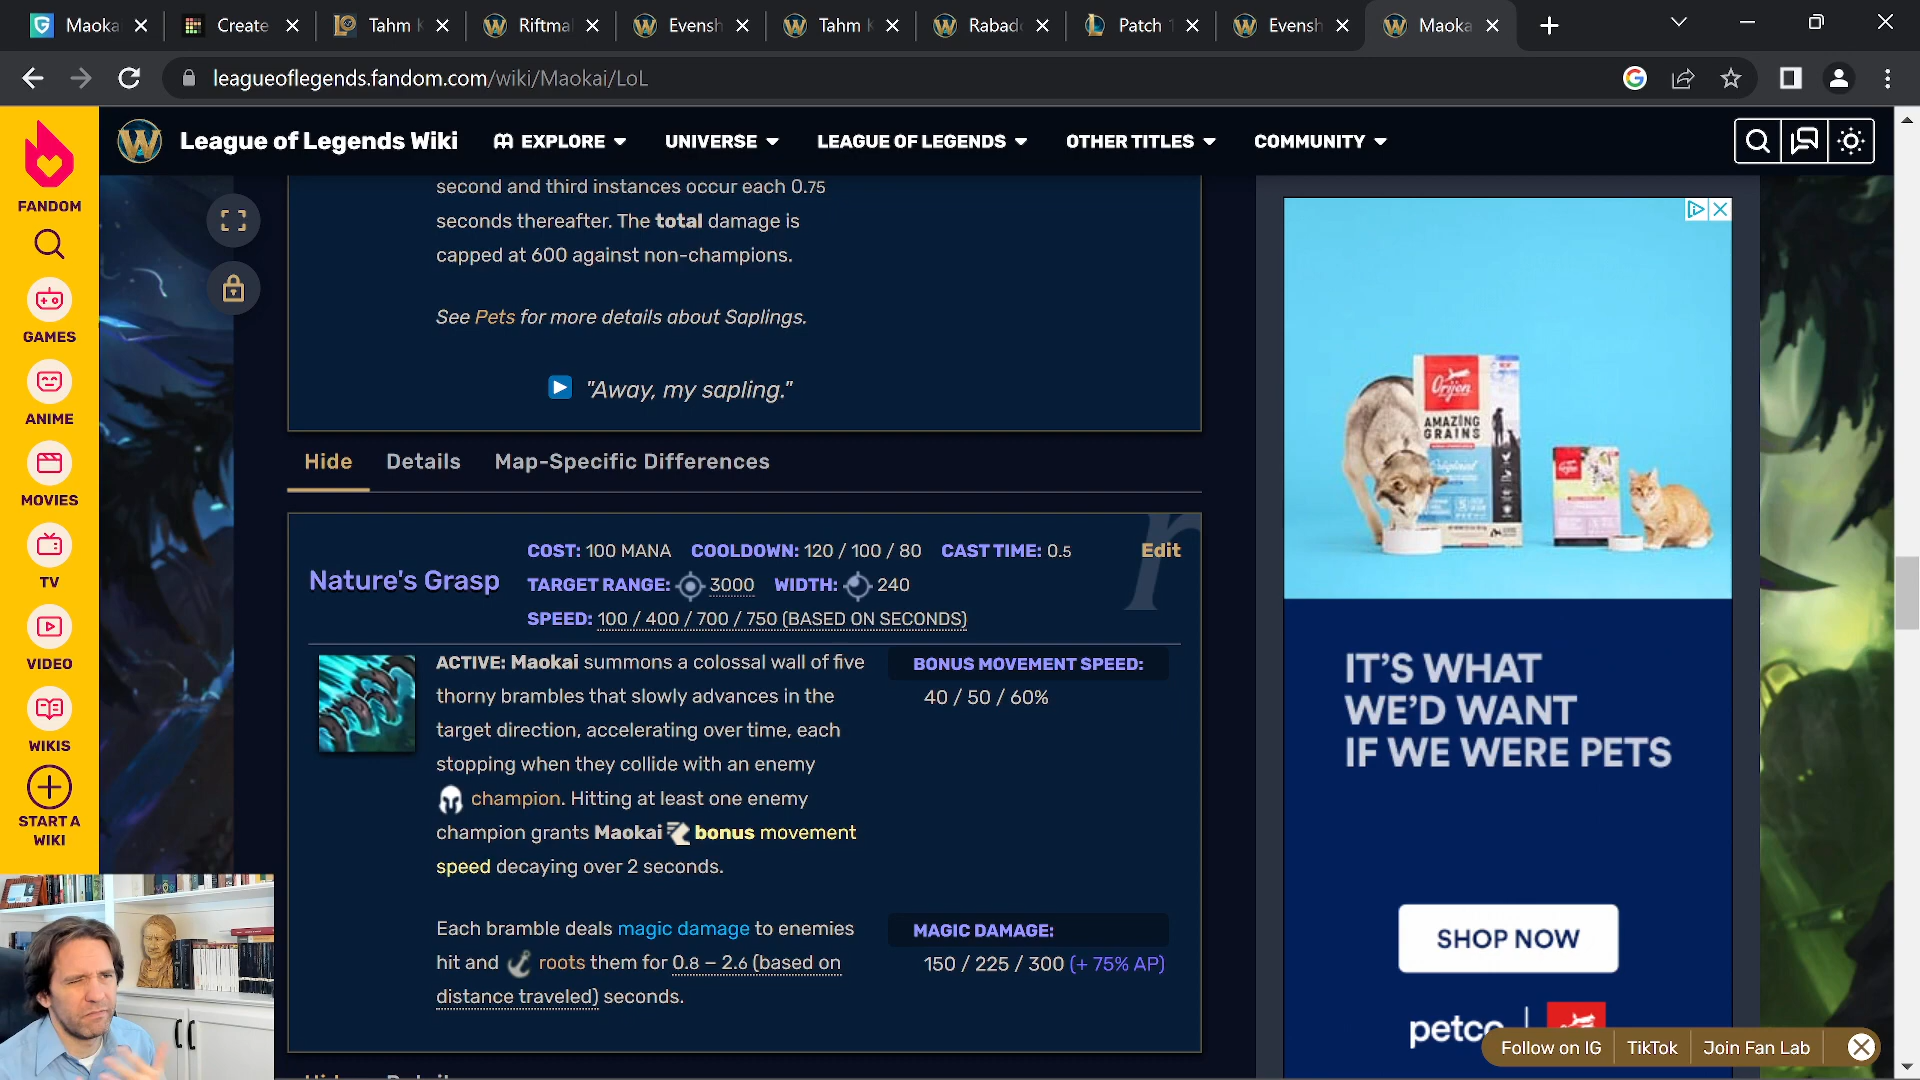 Maoka
Create
Tahm
Riftmal
Evensh
Tahm
Rabad
Patch
Evensh
Maoka
leagueoflegends.fandom.com/wiki/Maokai/LoL
League of Legends Wiki
EXPLORE
UNIVERSE
LEAGUE OF LEGENDS
OTHER TITLES
COMMUNITY
FANDOM
GAMES
ANIME
MOVIES
TV
VIDEO
WIKIS
START A
WIKI
second and third instances occur each 0.75
seconds thereafter. The total damage is
capped at 600 against non-champions.
See Pets for more details about Saplings.
"Away, my sapling."
Hide Details Map-Specific Differences
COST: 100 MANA COOLDOWN: 120 / 100 / 80 CAST TIME: 0.5
Edit
Nature's Grasp
TARGET RANGE: 3000 WIDTH: 240
SPEED: 100 / 400 / 700 / 750 (BASED ON SECONDS)
ACTIVE: Maokai summons a colossal wall of five
thorny brambles that slowly advances in the
target direction, accelerating over time, each
stopping when they collide with an enemy
champion. Hitting at least one enemy
champion grants Maokai bonus movement
speed decaying over 2 seconds.
BONUS MOVEMENT SPEED:
40 / 50 / 60%
Each bramble deals magic damage to enemies
hit and roots them for 0.8 – 2.6 (based on
distance traveled) seconds.
MAGIC DAMAGE:
150 / 225 / 300 (+ 75% AP)
Orijen
AMAZING
GRAINS
IT'S WHAT
WE'D WANT
IF WE WERE PETS
SHOP NOW
petco
Follow on IG
TikTok
Join Fan Lab